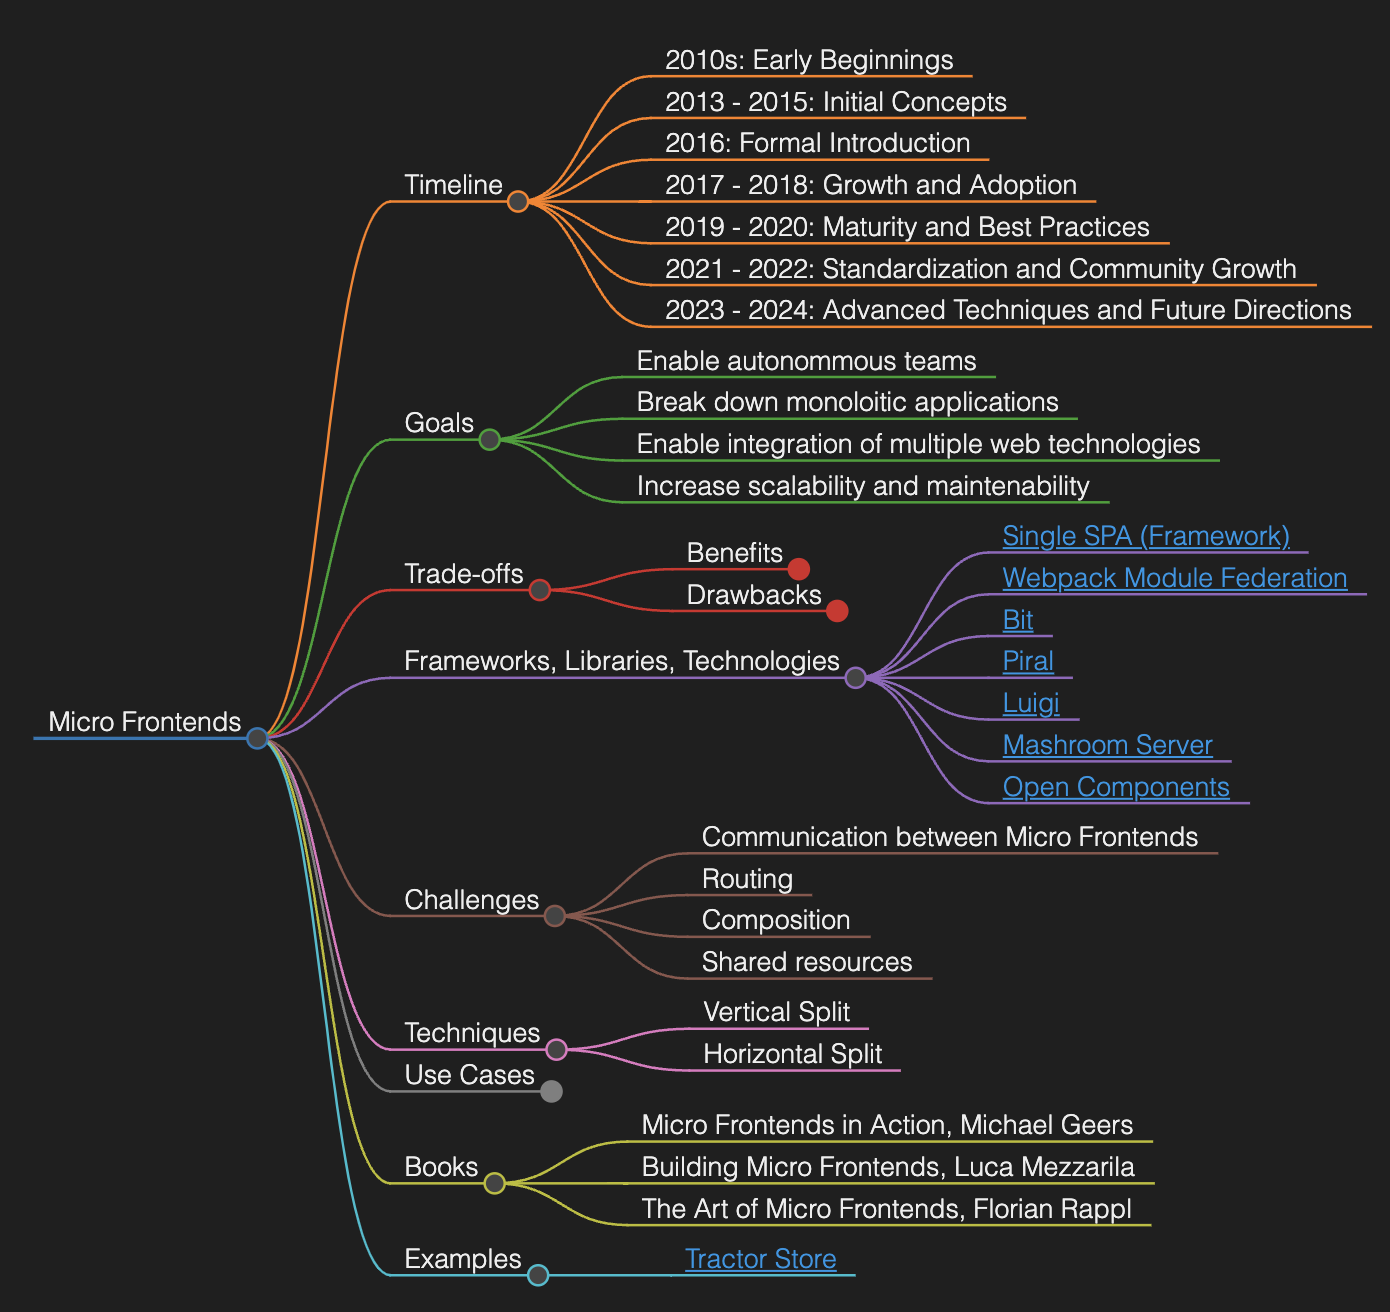 Micro Frontends
Timeline
2010s: Early Beginnings
2013 - 2015: Initial Concepts
2016: Formal Introduction
2017 - 2018: Growth and Adoption
2019 - 2020: Maturity and Best Practices
2021 - 2022: Standardization and Community Growth
2023 - 2024: Advanced Techniques and Future Directions
Goals
Enable autonommous teams
Break down monoloitic applications
Enable integration of multiple web technologies
Increase scalability and maintenability
Trade-offs
Benefits
Drawbacks
Frameworks, Libraries, Technologies
Single SPA (Framework)
Webpack Module Federation
Bit
Piral
Luigi
Mashroom Server
Open Components
Challenges
Communication between Micro Frontends
Routing
Composition
Shared resources
Techniques
Vertical Split
Horizontal Split
Use Cases
Books
Micro Frontends in Action, Michael Geers
Building Micro Frontends, Luca Mezzarila
The Art of Micro Frontends, Florian Rappl
Examples
Tractor Store